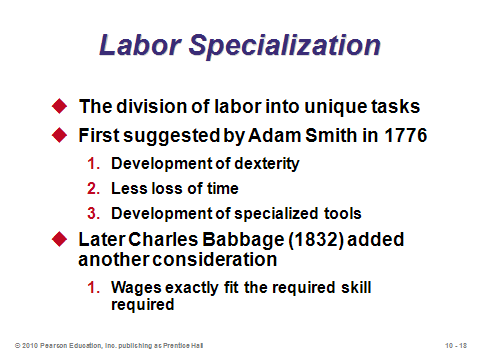 Labor Specialization
The division of labor into unique tasks
First suggested by Adam Smith in 1776
1. Development of dexterity
2. Less loss of time
3. Development of specialized tools
Later Charles Babbage (1832) added
another consideration
1. Wages exactly fit the required skill
required
© 2010 Pearson Education, Inc. publishing as Prentice Hall
10 - 18